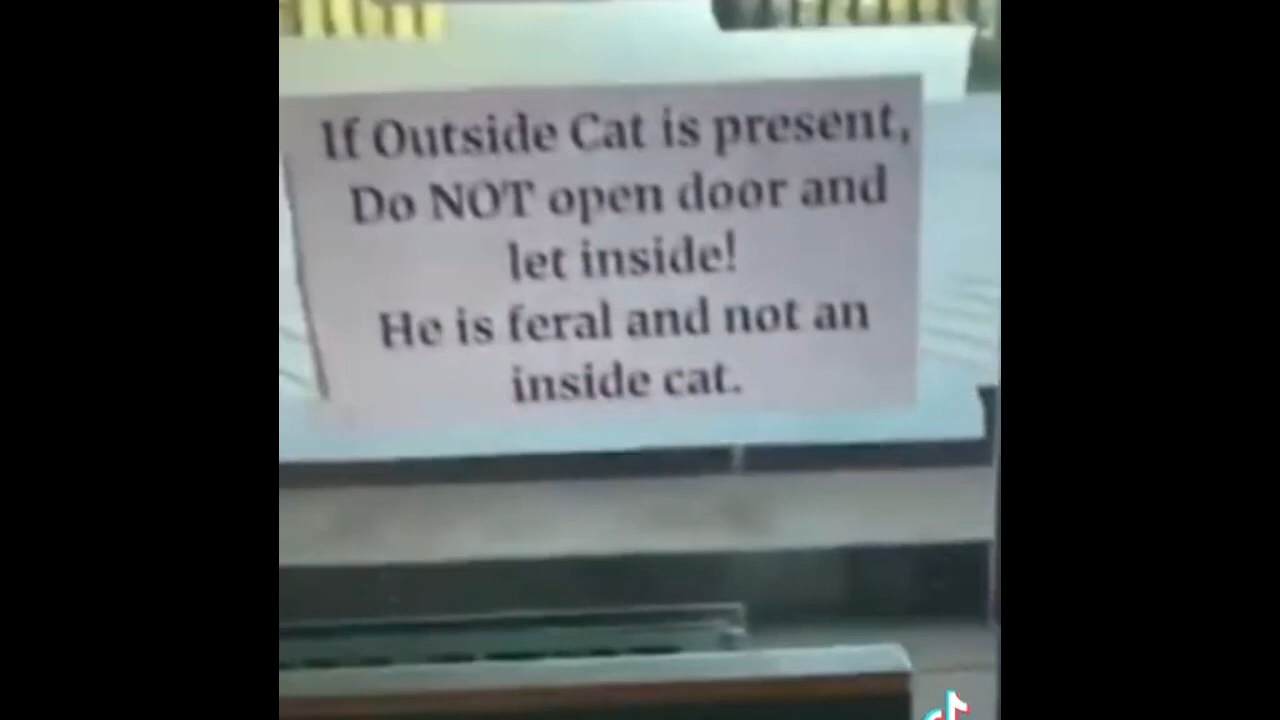 If Outside Cat is present,
Do NOT open door and
let inside!
He is feral and not an
inside cat.